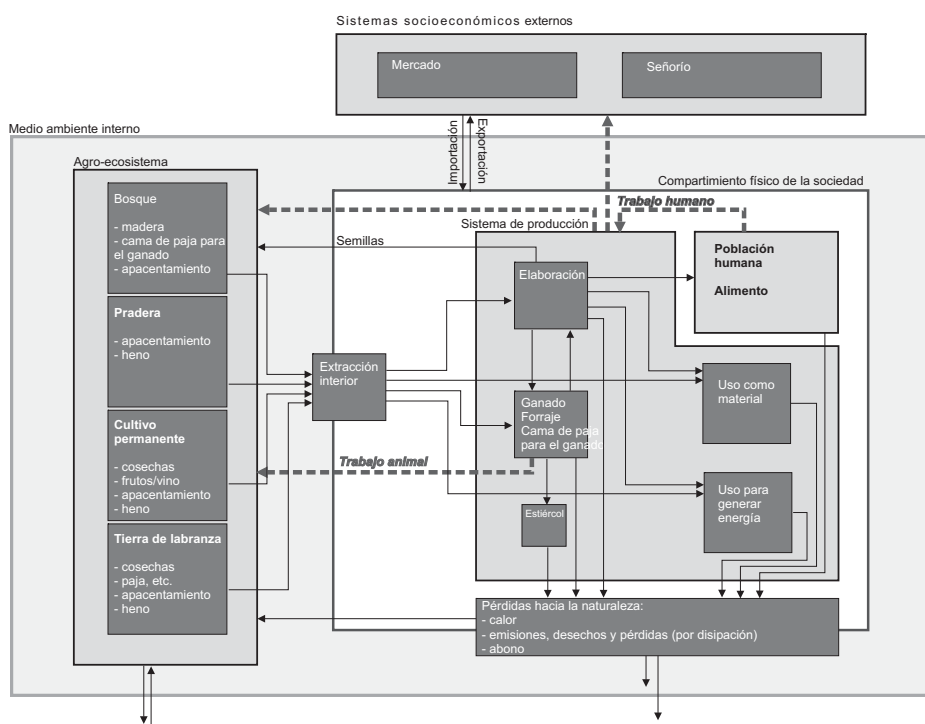 Sistemas socioeconómicos externos
Mercado
Señorío
Medio ambiente interno
Importación
Exportación
Agro-ecosistema
Compartimiento físico de la sociedad
Bosque
- madera
- cama de paja para
el ganado
- apacentamiento
Trabajo humano
Sistema de producción
Semillas
Población
humana
Alimento
Elaboración
Pradera
- apacentamiento
- heno
Extracción
interior
Ganado
Forraje
Cama de paja
para el ganado
Uso como
material
Cultivo
permanente
- cosechas
- frutos/vino
- apacentamiento
- heno
Trabajo animal
Uso para
generar
energía
Estiércol
Tierra de labranza
- cosechas
- paja, etc.
- apacentamiento
- heno
Pérdidas hacia la naturaleza:
- calor
- emisiones, desechos y pérdidas (por disipación)
- abono